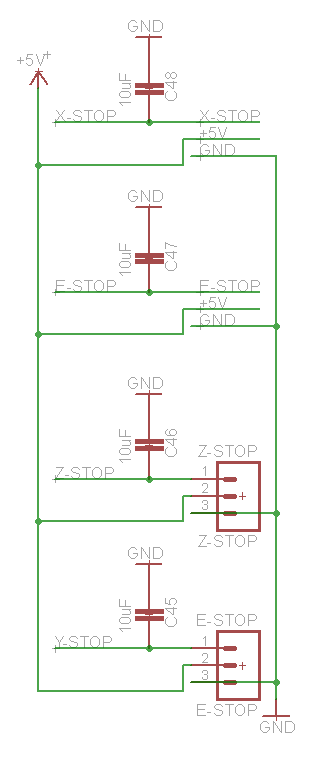 GND
+5V
10uF
C48
X-STOP X-STOP
+5V
GND
GND
10uF
C47
E-STOP E-STOP
+5V
GND
GND
10uF
C46
Z-STOP
Z-STOP
1
2
3
Z-STOP
GND
10uF
C45
E-STOP
Y-STOP
1
2
3
E-STOP
GND